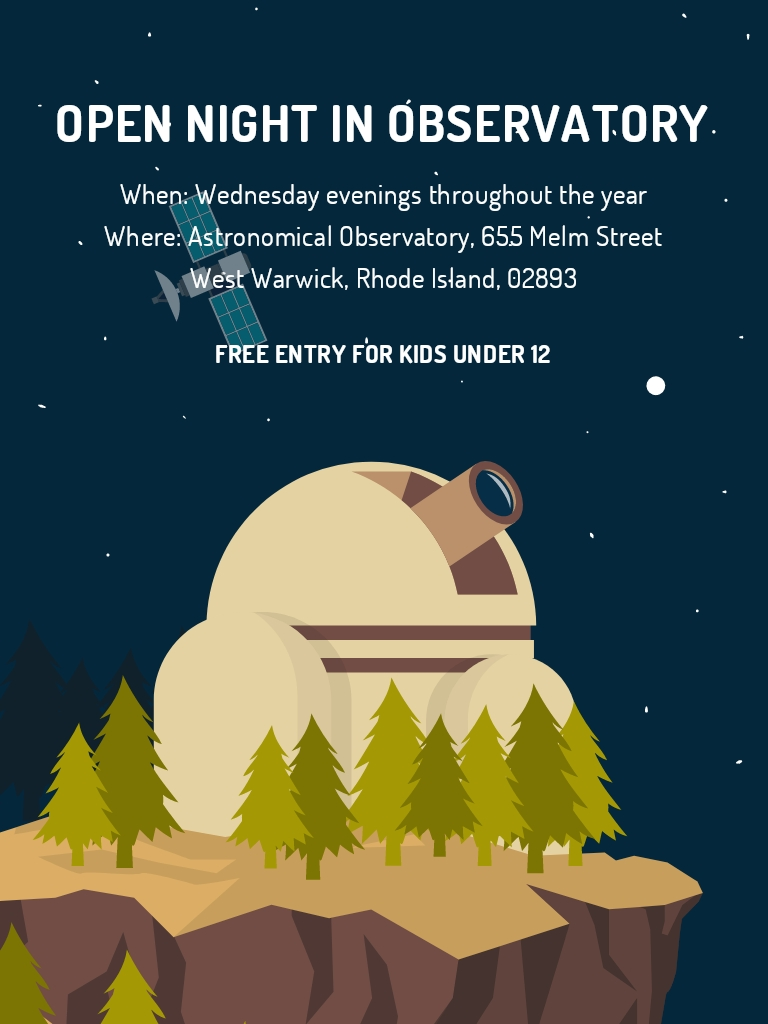 OPEN NIGHT IN OBSERVATORY
When: Wednesday evenings throughout the year
Where: Astronomical Observatory, 655 Melm Street
West Warwick, Rhode Island, 02893
FREE ENTRY FOR KIDS UNDER 12